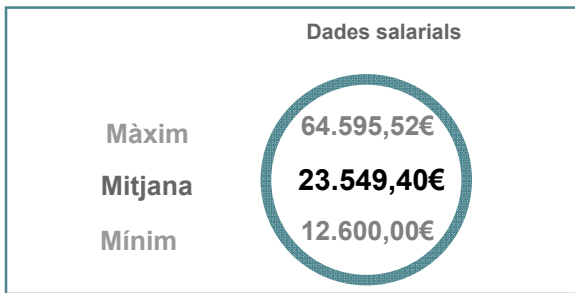 Dades salarials
Màxim 64.595,52€
Mitjana 23.549,40€
Mínim 12.600,00€